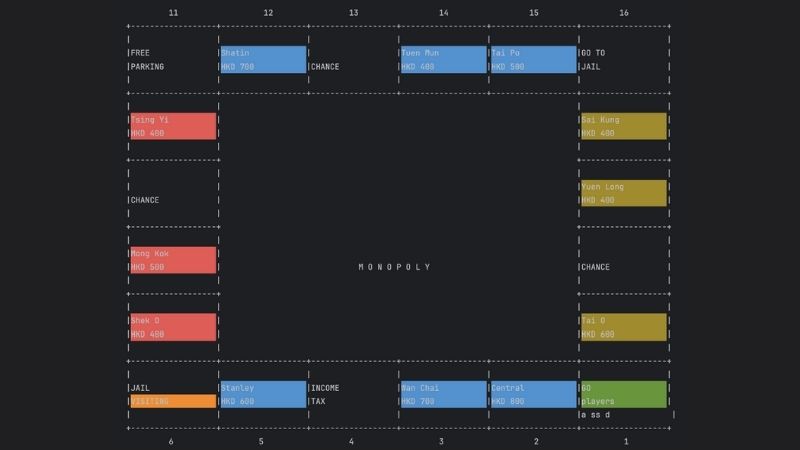 11 12 13 14 15 16
FREE Shatin Tuen Mun Tai Po GO TO
PARKING HKD 700 CHANCE HKD 400 HKD 500 JAIL
Tsing Yi Sai Kung
HKD 400 HKD 400
Yuen Long
CHANCE HKD 400
Mong Kok
HKD 500 MONOPOLY CHANCE
Shek O Tai O
HKD 400 HKD 600
JAIL Stanley INCOME Wan Chai Central GO
VISITING HKD 600 TAX HKD 700 HKD 800 players
a ss d
6 5 4 3 2 1